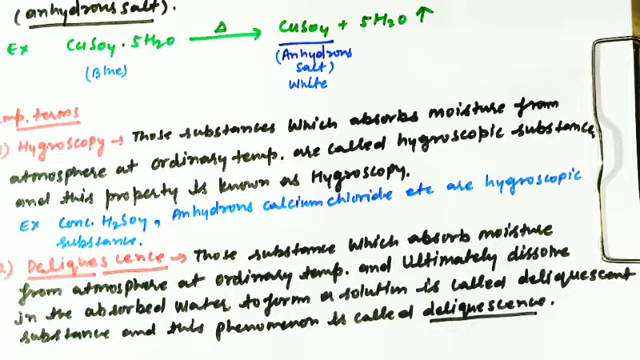 (anhydrous salt).
Ex CuSO4 . 5H2O —Δ→ CuSO4 + 5H2O ↑
(Blue) (Anhydrous
salt)
white
mp. terms
) Hygroscopy → Those substances which absorbs moisture from
atmosphere at ordinary temp. are called hygroscopic substance,
and this property is known as Hygroscopy.
Ex Conc. H2SO4, Anhydrous calcium chloride etc are hygroscopic
substance.
) Deliquescence → Those substance which absorb moisture
from atmosphere at ordinary temp. and ultimately dissolve
in the absorbed water to form a solution is called deliquescent
substance and this phenomenon is called deliquescence.